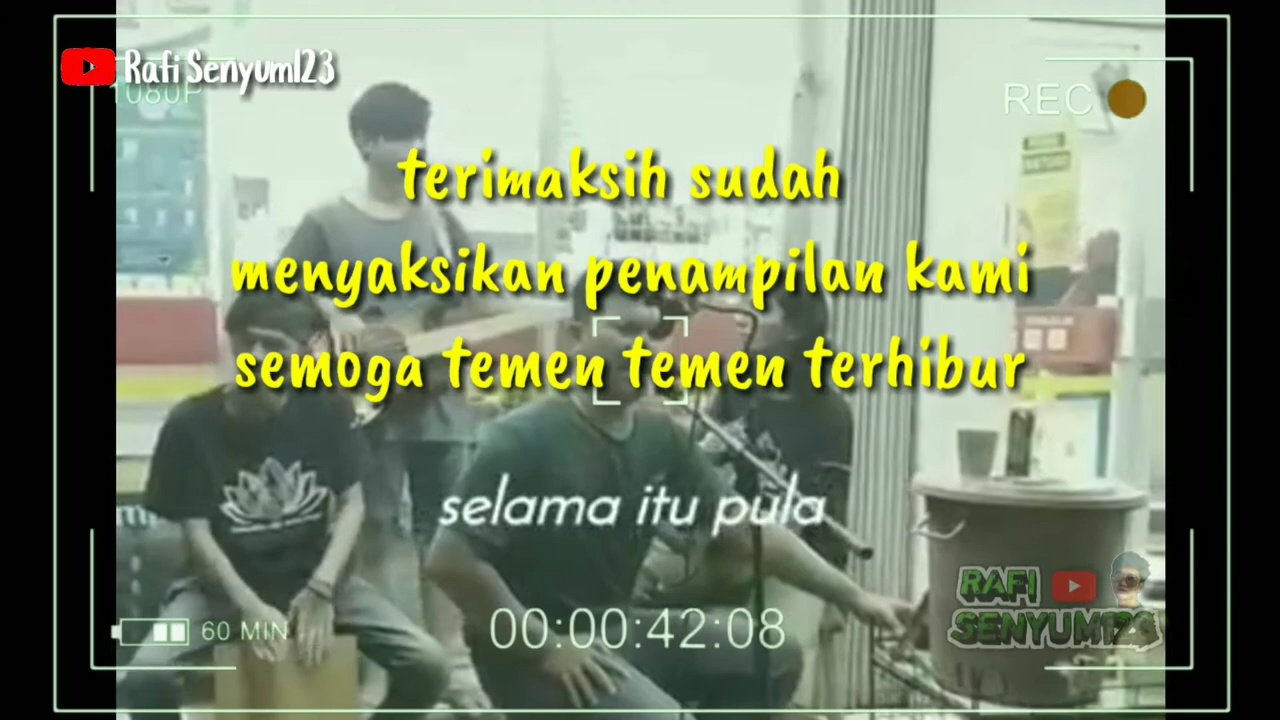 Rafi Senyum123
1080P
REC
terimaksih sudah
menyaksikan penampilan kami
semoga temen temen terhibur
selama itu pula
RAFI
SENYUM123
60 MIN
00:00:42:08